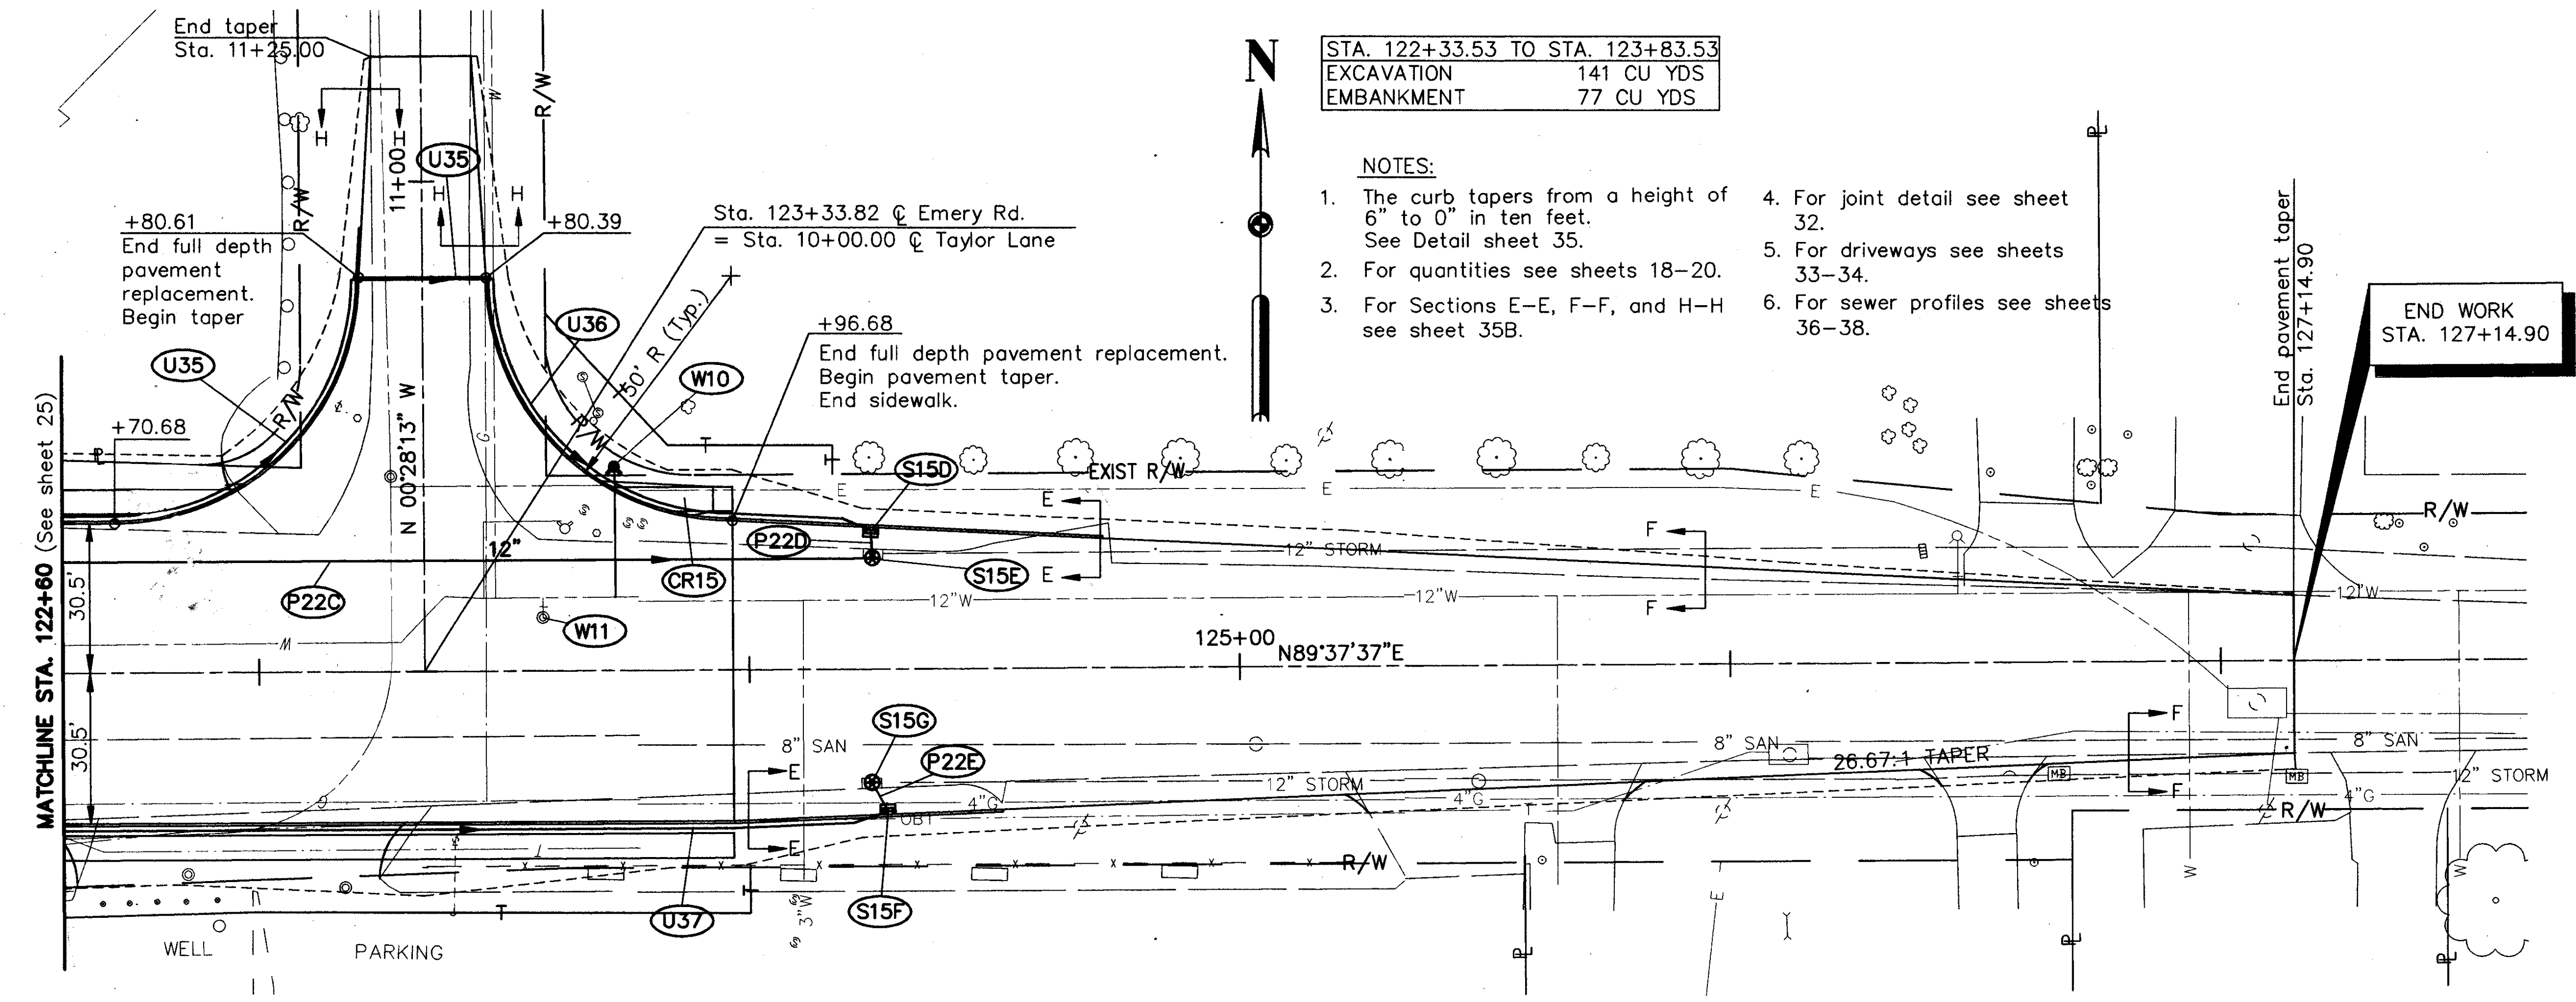 End taper
Sta. 11+25.00
R/W
W
H H
11+00
U35
H H
R/W
+80.61
End full depth
pavement
replacement.
Begin taper
+80.39
Sta. 123+33.82 ℄ Emery Rd.
= Sta. 10+00.00 ℄ Taylor Lane
N
STA. 122+33.53 TO STA. 123+83.53
EXCAVATION 141 CU YDS
EMBANKMENT 77 CU YDS
NOTES:
1. The curb tapers from a height of
6" to 0" in ten feet.
See Detail sheet 35.
2. For quantities see sheets 18-20.
3. For Sections E-E, F-F, and H-H
see sheet 35B.
4. For joint detail see sheet
32.
5. For driveways see sheets
33-34.
6. For sewer profiles see sheets
36-38.
PL
End pavement taper
Sta. 127+14.90
END WORK
STA. 127+14.90
U35
U36
50' R (Typ.)
W10
+96.68
End full depth pavement replacement.
Begin pavement taper.
End sidewalk.
+70.68
PL
R/W
R/W
G
N 00°28'13" W
T
S15D
EXIST R/W
E
E
E
E
R/W
MATCHLINE STA. 122+60 (See sheet 25)
30.5'
12"
P22C
P22D
CR15
S15E
E
12" STORM
F
F
W11
12"W
12"W
12"W
W
125+00
N89°37'37"E
30.5'
S15G
8" SAN
8" SAN
8" SAN
P22E
E
26.67:1 TAPER
F
MB
MB
12" STORM
12" STORM
4"G
4"G
4"G
F
R/W
G
OBT
E
T
X X X X X X X
R/W
W
W
U37
S15F
T
3"W
E
WELL
PARKING
PL
PL
PL